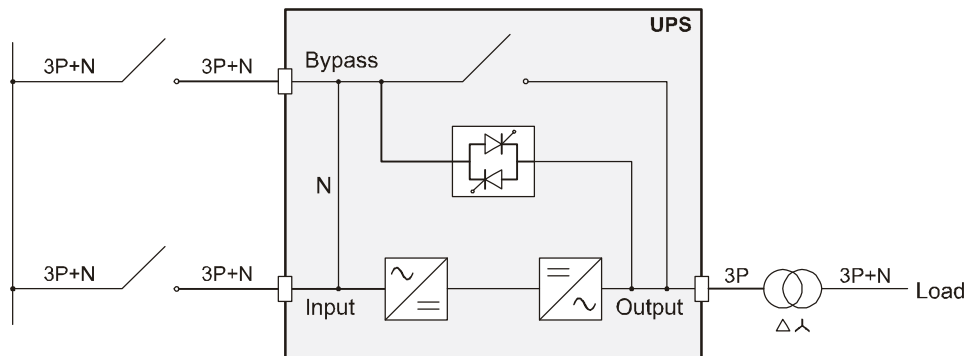 UPS
3P+N
3P+N
Bypass
N
3P+N
3P+N
Input
Output
3P
3P+N
Load